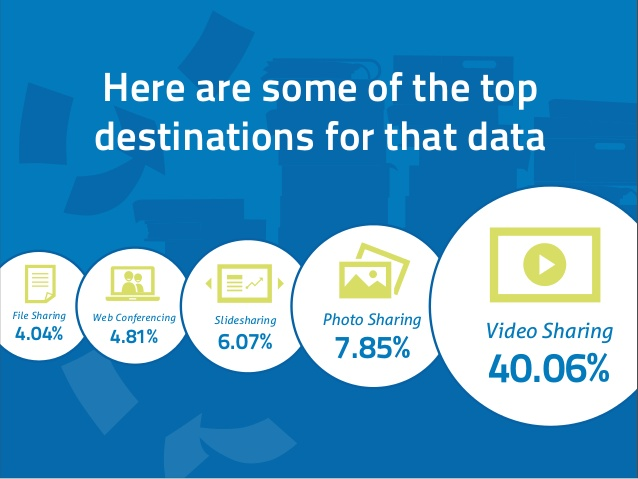 Here are some of the top
destinations for that data
File Sharing
4.04%
Web Conferencing
4.81%
Slidesharing
6.07%
Photo Sharing
7.85%
Video Sharing
40.06%